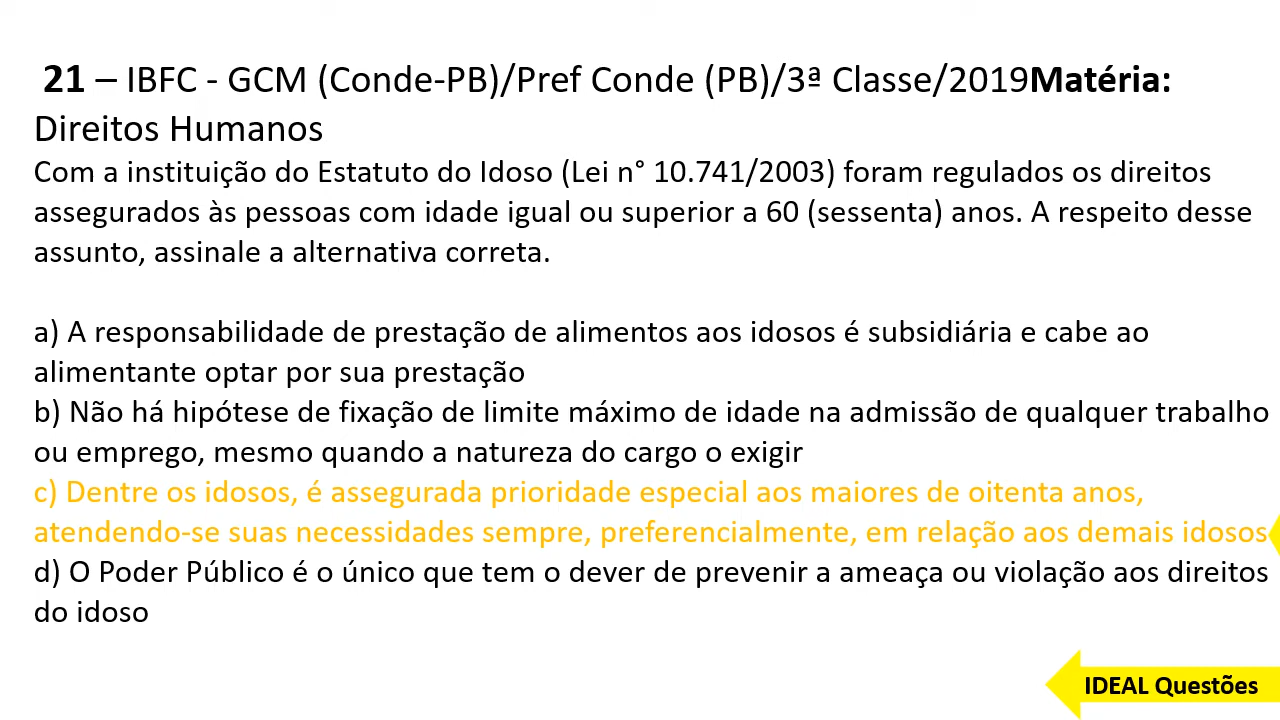 21 – IBFC - GCM (Conde-PB)/Pref Conde (PB)/3ª Classe/2019Matéria:
Direitos Humanos
Com a instituição do Estatuto do Idoso (Lei n° 10.741/2003) foram regulados os direitos
assegurados às pessoas com idade igual ou superior a 60 (sessenta) anos. A respeito desse
assunto, assinale a alternativa correta.
a) A responsabilidade de prestação de alimentos aos idosos é subsidiária e cabe ao
alimentante optar por sua prestação
b) Não há hipótese de fixação de limite máximo de idade na admissão de qualquer trabalho
ou emprego, mesmo quando a natureza do cargo o exigir
c) Dentre os idosos, é assegurada prioridade especial aos maiores de oitenta anos,
atendendo-se suas necessidades sempre, preferencialmente, em relação aos demais idosos
d) O Poder Público é o único que tem o dever de prevenir a ameaça ou violação aos direitos
do idoso
IDEAL Questões